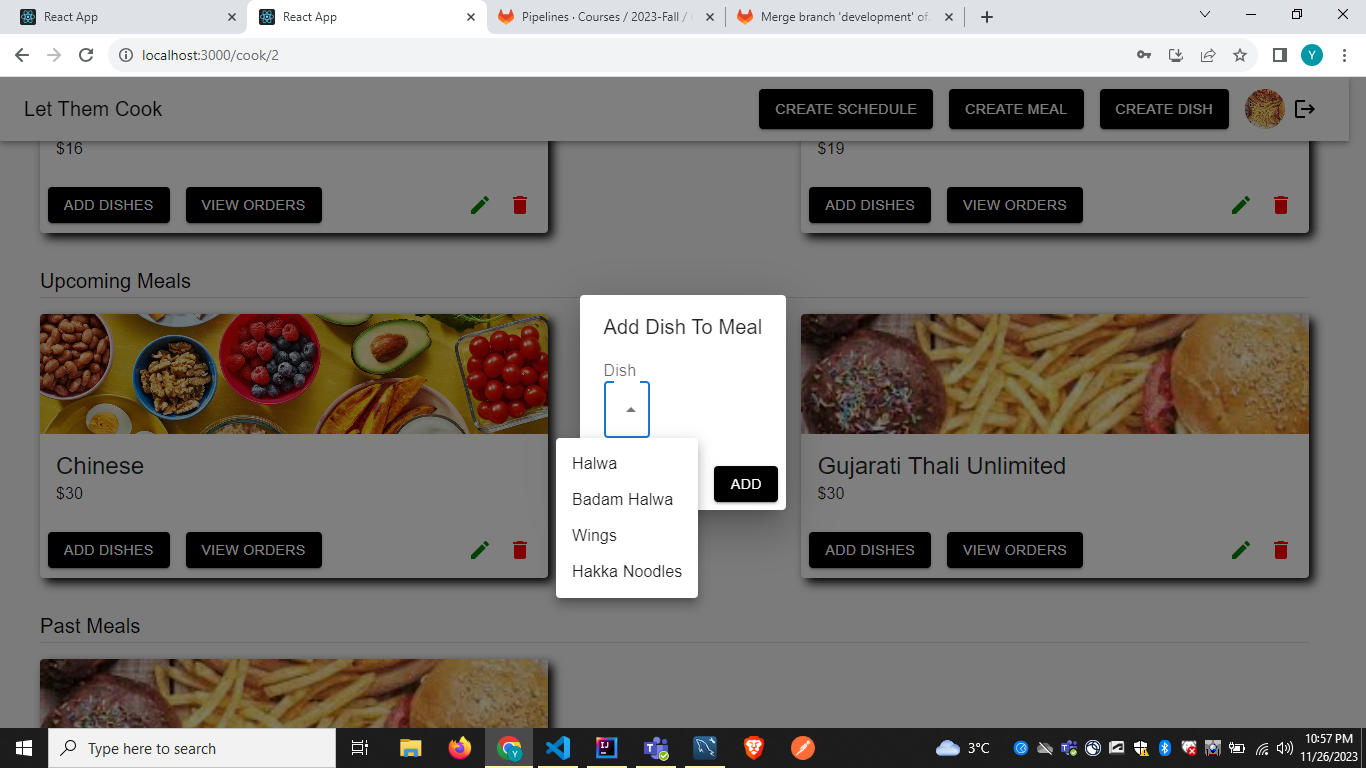 React App
React App
Pipelines · Courses / 2023-Fall /
Merge branch 'development' of
localhost:3000/cook/2
Y
Let Them Cook
CREATE SCHEDULE
CREATE MEAL
CREATE DISH
$16
$19
ADD DISHES
VIEW ORDERS
ADD DISHES
VIEW ORDERS
Upcoming Meals
Add Dish To Meal
Dish
Halwa
Badam Halwa
Wings
Hakka Noodles
ADD
Chinese
$30
Gujarati Thali Unlimited
$30
ADD DISHES
VIEW ORDERS
ADD DISHES
VIEW ORDERS
Past Meals
Type here to search
3°C
10:57 PM
11/26/2023